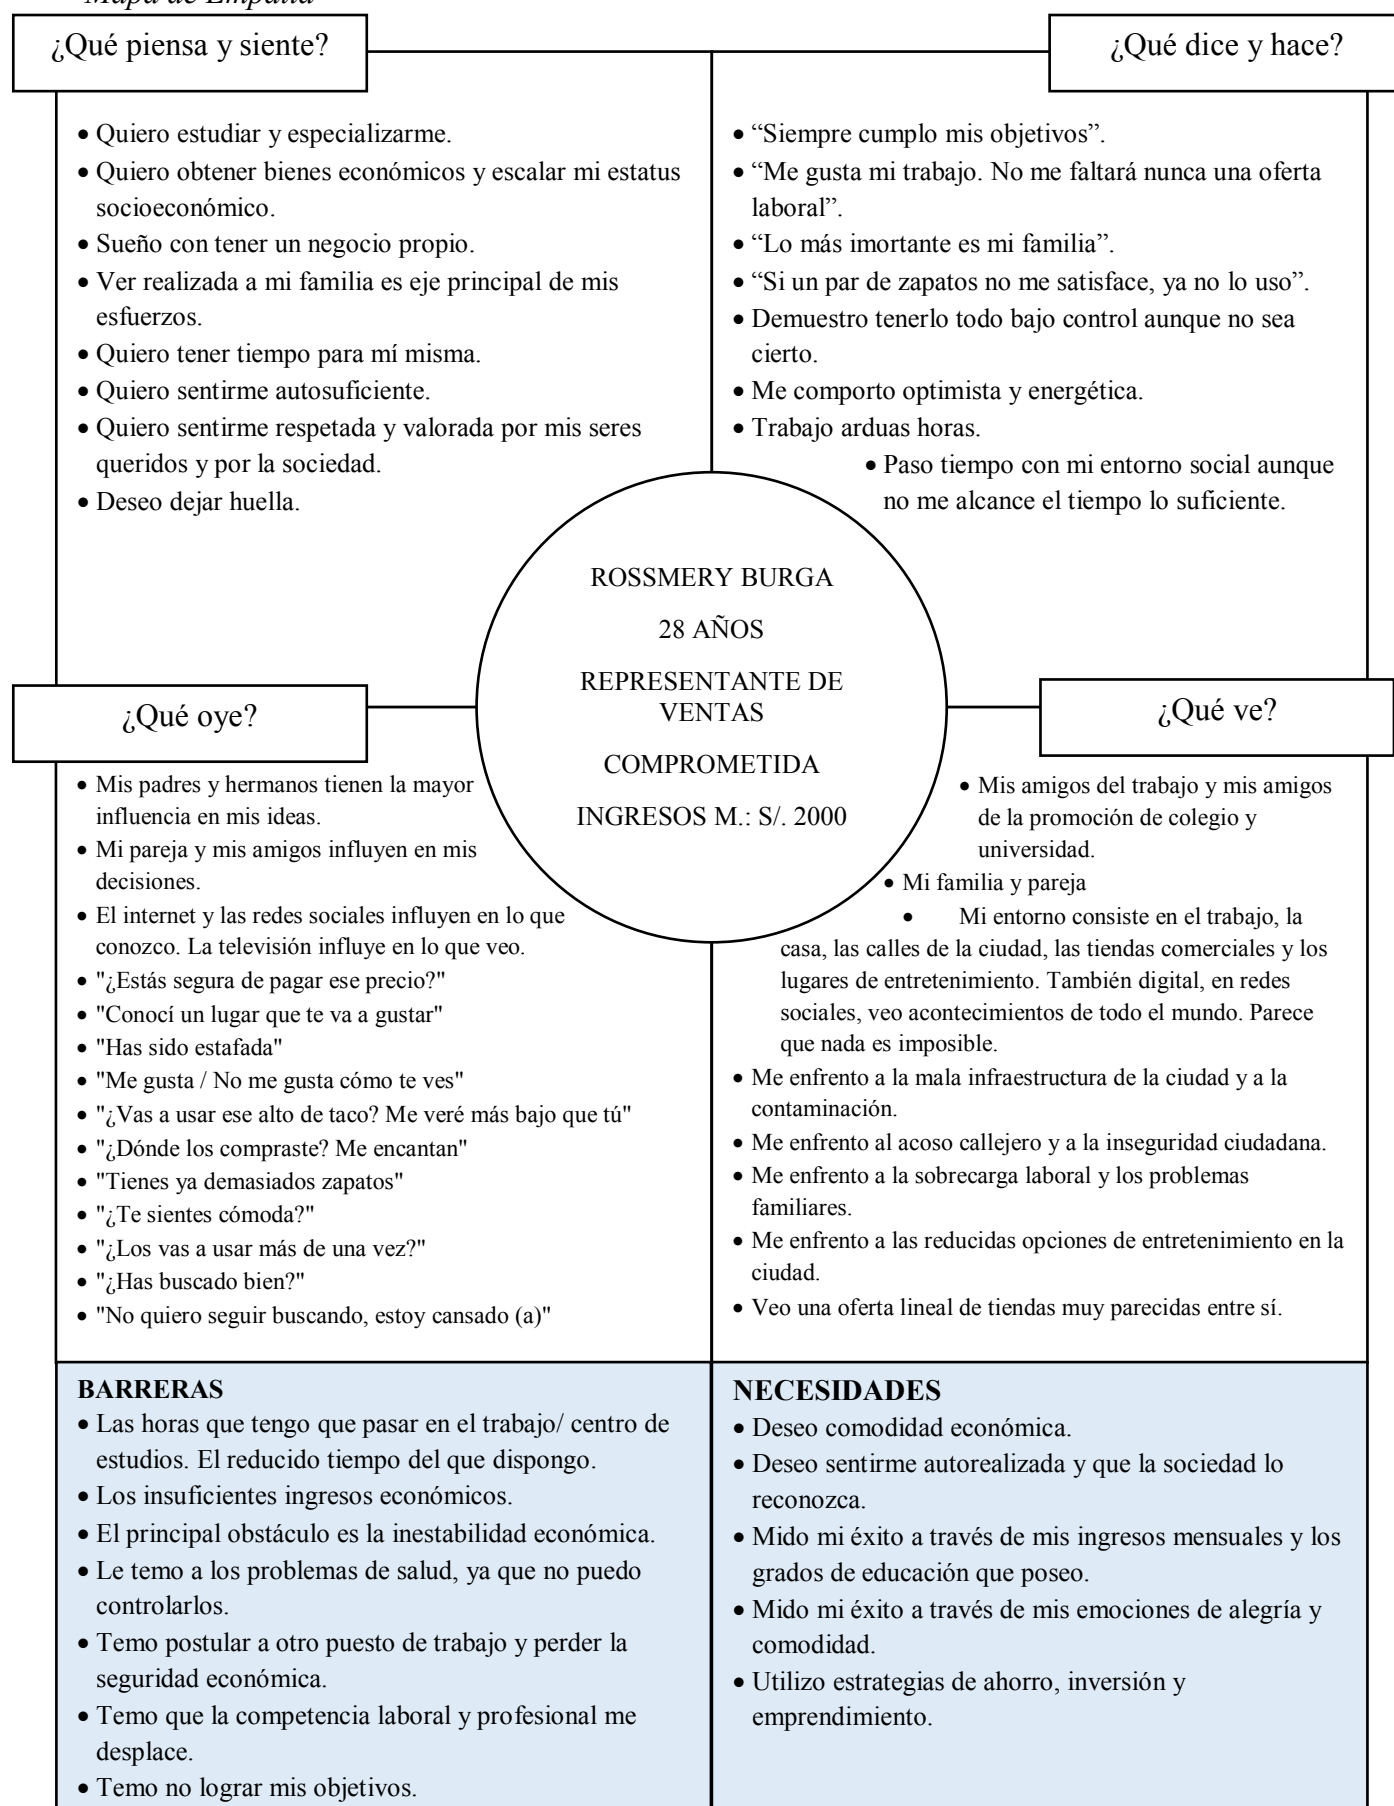 Mapa de Empatía
¿Qué piensa y siente?
• Quiero estudiar y especializarme.
• Quiero obtener bienes económicos y escalar mi estatus
socioeconómico.
• Sueño con tener un negocio propio.
• Ver realizada a mi familia es eje principal de mis
esfuerzos.
• Quiero tener tiempo para mí misma.
• Quiero sentirme autosuficiente.
• Quiero sentirme respetada y valorada por mis seres
queridos y por la sociedad.
• Deseo dejar huella.
¿Qué dice y hace?
• “Siempre cumplo mis objetivos”.
• “Me gusta mi trabajo. No me faltará nunca una oferta
laboral”.
• “Lo más imortante es mi familia”.
• “Si un par de zapatos no me satisface, ya no lo uso”.
• Demuestro tenerlo todo bajo control aunque no sea
cierto.
• Me comporto optimista y energética.
• Trabajo arduas horas.
• Paso tiempo con mi entorno social aunque
no me alcance el tiempo lo suficiente.
ROSSMERY BURGA
28 AÑOS
REPRESENTANTE DE
VENTAS
COMPROMETIDA
INGRESOS M.: S/. 2000
¿Qué oye?
• Mis padres y hermanos tienen la mayor
influencia en mis ideas.
• Mi pareja y mis amigos influyen en mis
decisiones.
• El internet y las redes sociales influyen en lo que
conozco. La televisión influye en lo que veo.
• "¿Estás segura de pagar ese precio?"
• "Conocí un lugar que te va a gustar"
• "Has sido estafada"
• "Me gusta / No me gusta cómo te ves"
• "¿Vas a usar ese alto de taco? Me veré más bajo que tú"
• "¿Dónde los compraste? Me encantan"
• "Tienes ya demasiados zapatos"
• "¿Te sientes cómoda?"
• "¿Los vas a usar más de una vez?"
• "¿Has buscado bien?"
• "No quiero seguir buscando, estoy cansado (a)"
¿Qué ve?
• Mis amigos del trabajo y mis amigos
de la promoción de colegio y
universidad.
• Mi familia y pareja
• Mi entorno consiste en el trabajo, la
casa, las calles de la ciudad, las tiendas comerciales y los
lugares de entretenimiento. También digital, en redes
sociales, veo acontecimientos de todo el mundo. Parece
que nada es imposible.
• Me enfrento a la mala infraestructura de la ciudad y a la
contaminación.
• Me enfrento al acoso callejero y a la inseguridad ciudadana.
• Me enfrento a la sobrecarga laboral y los problemas
familiares.
• Me enfrento a las reducidas opciones de entretenimiento en la
ciudad.
• Veo una oferta lineal de tiendas muy parecidas entre sí.
BARRERAS
• Las horas que tengo que pasar en el trabajo/ centro de
estudios. El reducido tiempo del que dispongo.
• Los insuficientes ingresos económicos.
• El principal obstáculo es la inestabilidad económica.
• Le temo a los problemas de salud, ya que no puedo
controlarlos.
• Temo postular a otro puesto de trabajo y perder la
seguridad económica.
• Temo que la competencia laboral y profesional me
desplace.
• Temo no lograr mis objetivos.
NECESIDADES
• Deseo comodidad económica.
• Deseo sentirme autorealizada y que la sociedad lo
reconozca.
• Mido mi éxito a través de mis ingresos mensuales y los
grados de educación que poseo.
• Mido mi éxito a través de mis emociones de alegría y
comodidad.
• Utilizo estrategias de ahorro, inversión y
emprendimiento.